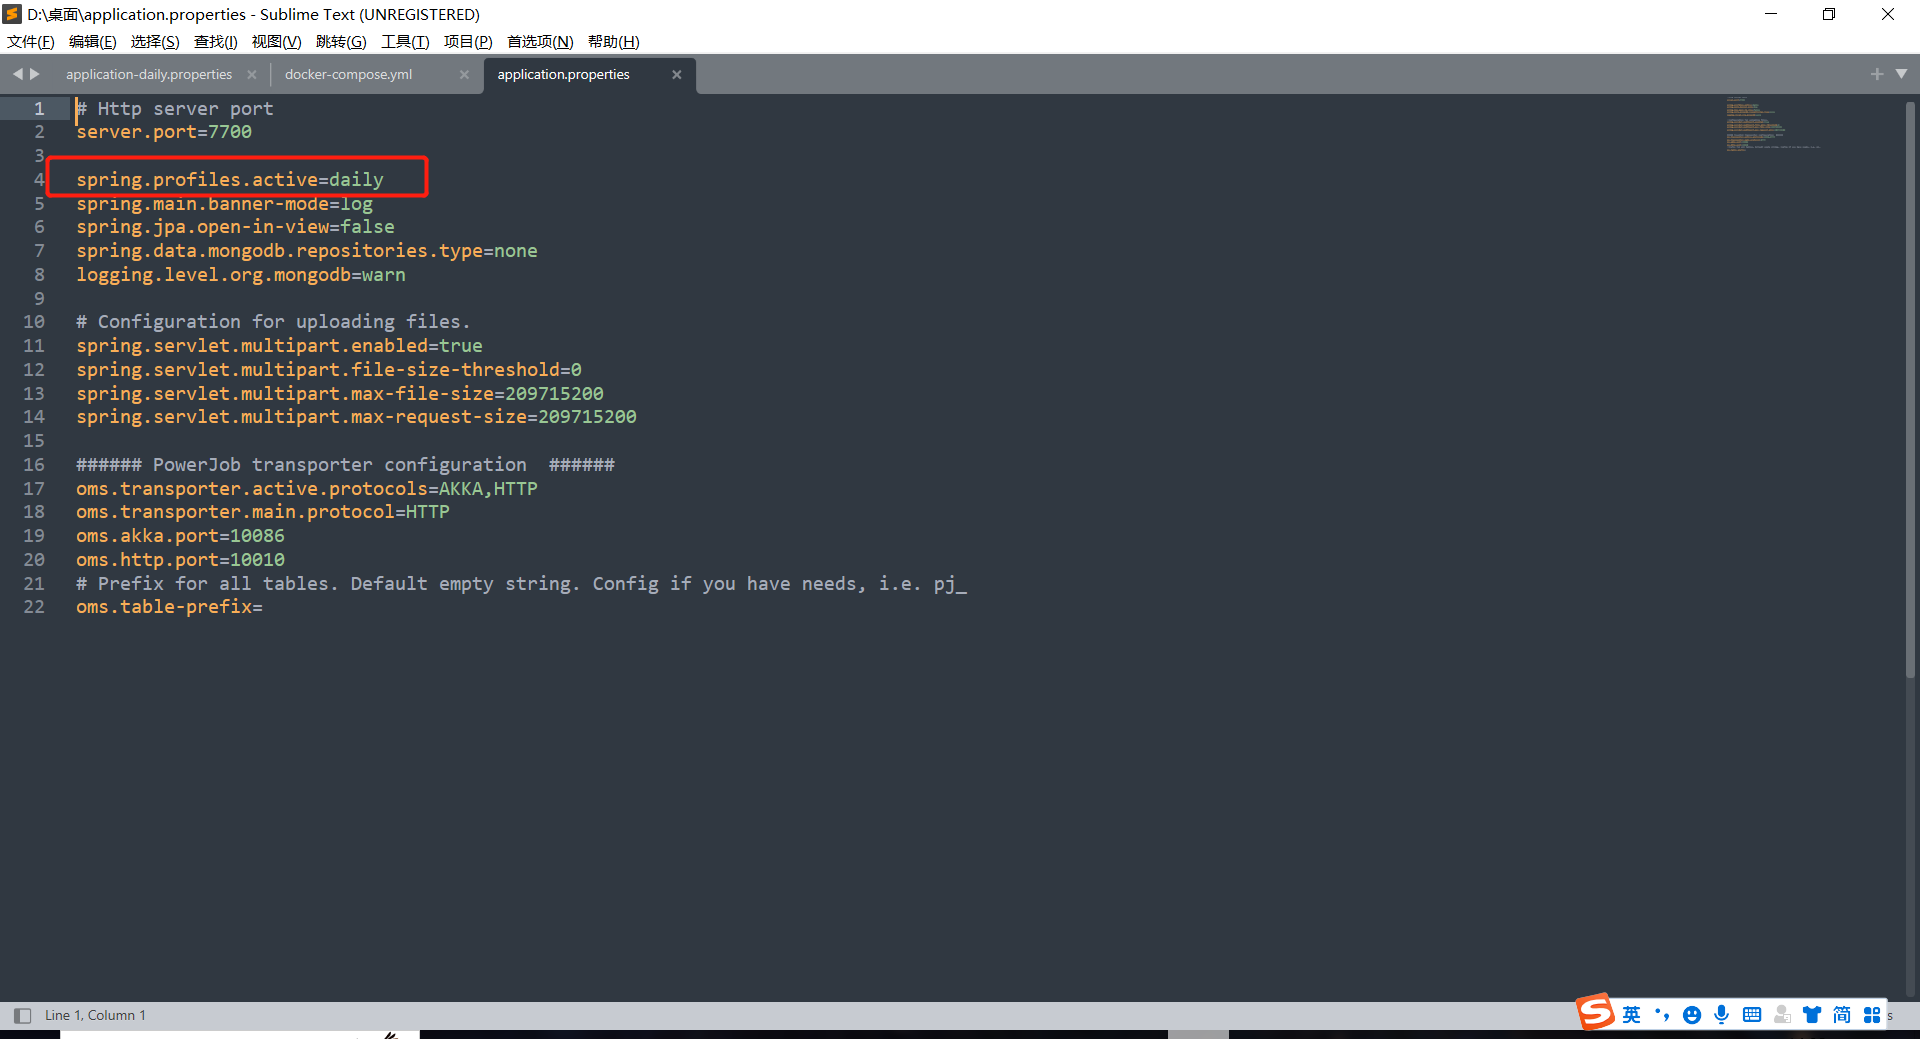 D:\桌面\application.properties - Sublime Text (UNREGISTERED)
文件(F) 编辑(E) 选择(S) 查找(I) 视图(V) 跳转(G) 工具(T) 项目(P) 首选项(N) 帮助(H)
application-daily.properties docker-compose.yml application.properties
1 # Http server port
2 server.port=7700
3
4 spring.profiles.active=daily
5 spring.main.banner-mode=log
6 spring.jpa.open-in-view=false
7 spring.data.mongodb.repositories.type=none
8 logging.level.org.mongodb=warn
9
10 # Configuration for uploading files.
11 spring.servlet.multipart.enabled=true
12 spring.servlet.multipart.file-size-threshold=0
13 spring.servlet.multipart.max-file-size=209715200
14 spring.servlet.multipart.max-request-size=209715200
15
16 ###### PowerJob transporter configuration  ######
17 oms.transporter.active.protocols=AKKA,HTTP
18 oms.transporter.main.protocol=HTTP
19 oms.akka.port=10086
20 oms.http.port=10010
21 # Prefix for all tables. Default empty string. Config if you have needs, i.e. pj_
22 oms.table-prefix=
Line 1, Column 1
英 简 s